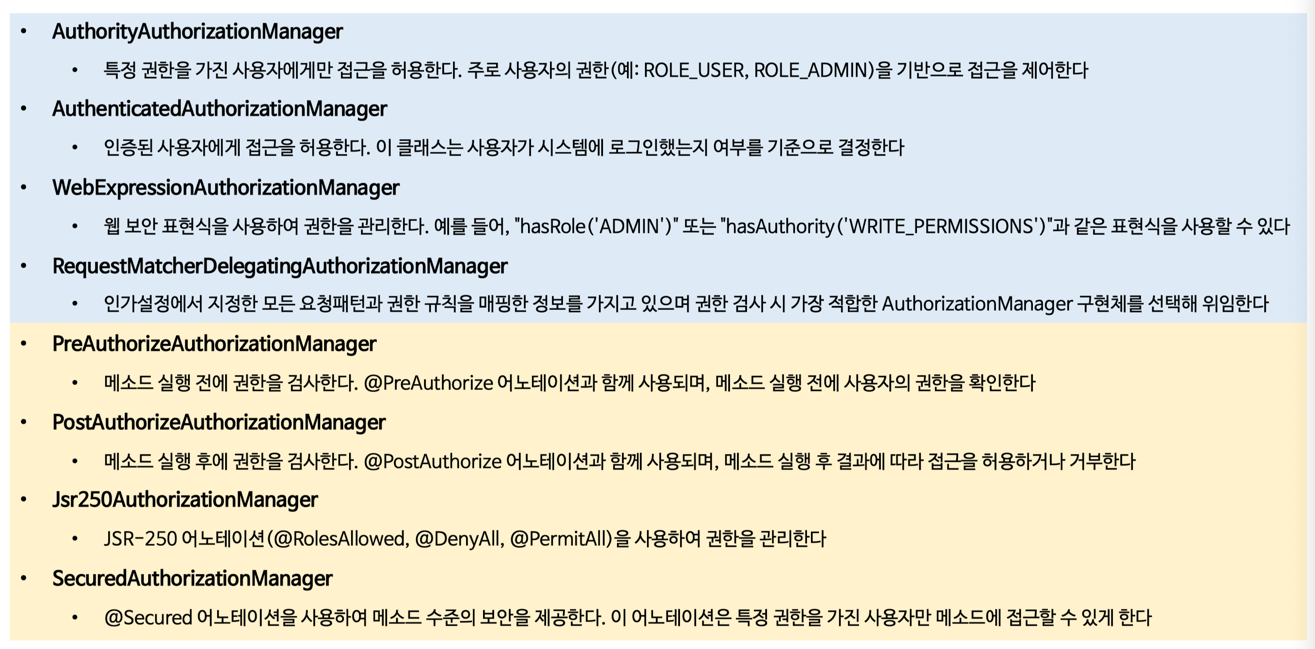 • AuthorityAuthorizationManager
• 특정 권한을 가진 사용자에게만 접근을 허용한다. 주로 사용자의 권한(예: ROLE_USER, ROLE_ADMIN)을 기반으로 접근을 제어한다
• AuthenticatedAuthorizationManager
• 인증된 사용자에게 접근을 허용한다. 이 클래스는 사용자가 시스템에 로그인했는지 여부를 기준으로 결정한다
• WebExpressionAuthorizationManager
• 웹 보안 표현식을 사용하여 권한을 관리한다. 예를 들어, "hasRole('ADMIN')" 또는 "hasAuthority('WRITE_PERMISSIONS')"과 같은 표현식을 사용할 수 있다
• RequestMatcherDelegatingAuthorizationManager
• 인가설정에서 지정한 모든 요청패턴과 권한 규칙을 매핑한 정보를 가지고 있으며 권한 검사 시 가장 적합한 AuthorizationManager 구현체를 선택해 위임한다
• PreAuthorizeAuthorizationManager
• 메소드 실행 전에 권한을 검사한다. @PreAuthorize 어노테이션과 함께 사용되며, 메소드 실행 전에 사용자의 권한을 확인한다
• PostAuthorizeAuthorizationManager
• 메소드 실행 후에 권한을 검사한다. @PostAuthorize 어노테이션과 함께 사용되며, 메소드 실행 후 결과에 따라 접근을 허용하거나 거부한다
• Jsr250AuthorizationManager
• JSR-250 어노테이션(@RolesAllowed, @DenyAll, @PermitAll)을 사용하여 권한을 관리한다
• SecuredAuthorizationManager
• @Secured 어노테이션을 사용하여 메소드 수준의 보안을 제공한다. 이 어노테이션은 특정 권한을 가진 사용자만 메소드에 접근할 수 있게 한다